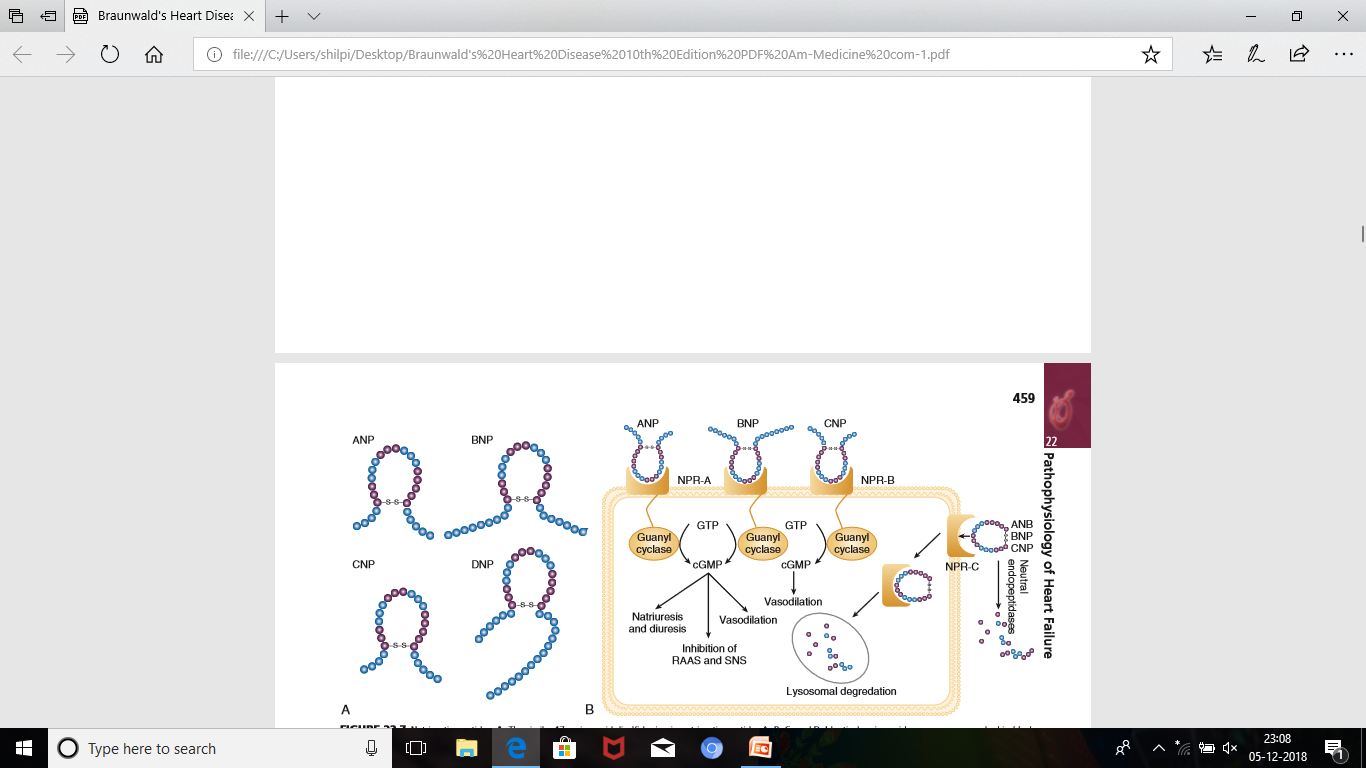 Braunwald's Heart Disea
file:///C:/Users/shilpi/Desktop/Braunwald's%20Heart%20Disease%2010th%20Edition%20PDF%20Am-Medicine%20com-1.pdf
459
22
Pathophysiology of Heart Failure
ANP
BNP
-S-S-
-S-S-
CNP
DNP
-S-S-
-S-S-
A
ANP
BNP
CNP
NPR-A
NPR-B
GTP
GTP
Guanyl
cyclase
Guanyl
cyclase
Guanyl
cyclase
cGMP
cGMP
Natriuresis
and diuresis
Vasodilation
Inhibition of
RAAS and SNS
Vasodilation
Lysosomal degredation
ANB
BNP
CNP
NPR-C
Neutral
endopeptidases
B
Type here to search
23:08
05-12-2018
1